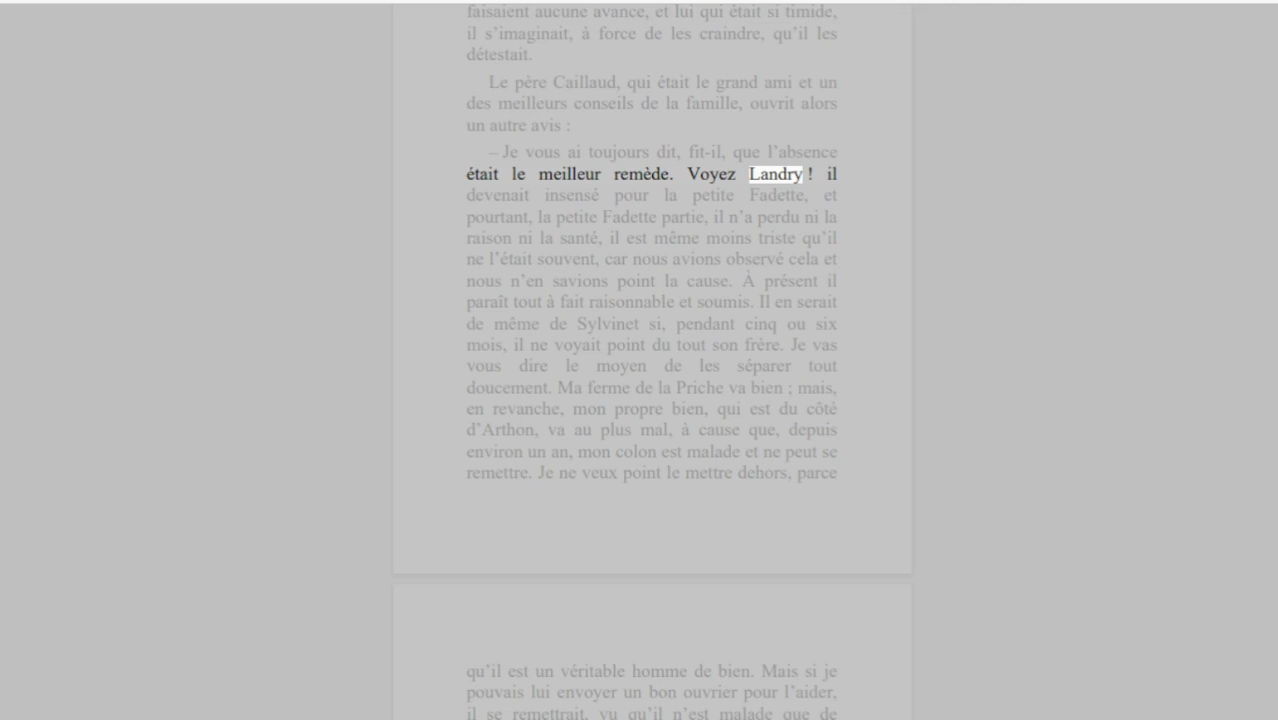 faisaient aucune avance, et lui qui était si timide,
il s’imaginait, à force de les craindre, qu’il les
détestait.
Le père Caillaud, qui était le grand ami et un
des meilleurs conseils de la famille, ouvrit alors
un autre avis :
– Je vous ai toujours dit, fit-il, que l’absence
était le meilleur remède. Voyez Landry ! il
devenait insensé pour la petite Fadette, et
pourtant, la petite Fadette partie, il n’a perdu ni la
raison ni la santé, il est même moins triste qu’il
ne l’était souvent, car nous avions observé cela et
nous n’en savions point la cause. À présent il
paraît tout à fait raisonnable et soumis. Il en serait
de même de Sylvinet si, pendant cinq ou six
mois, il ne voyait point du tout son frère. Je vas
vous dire le moyen de les séparer tout
doucement. Ma ferme de la Priche va bien ; mais,
en revanche, mon propre bien, qui est du côté
d’Arthon, va au plus mal, à cause que, depuis
environ un an, mon colon est malade et ne peut se
remettre. Je ne veux point le mettre dehors, parce
qu’il est un véritable homme de bien. Mais si je
pouvais lui envoyer un bon ouvrier pour l’aider,
il se remettrait, vu qu’il n’est malade que de